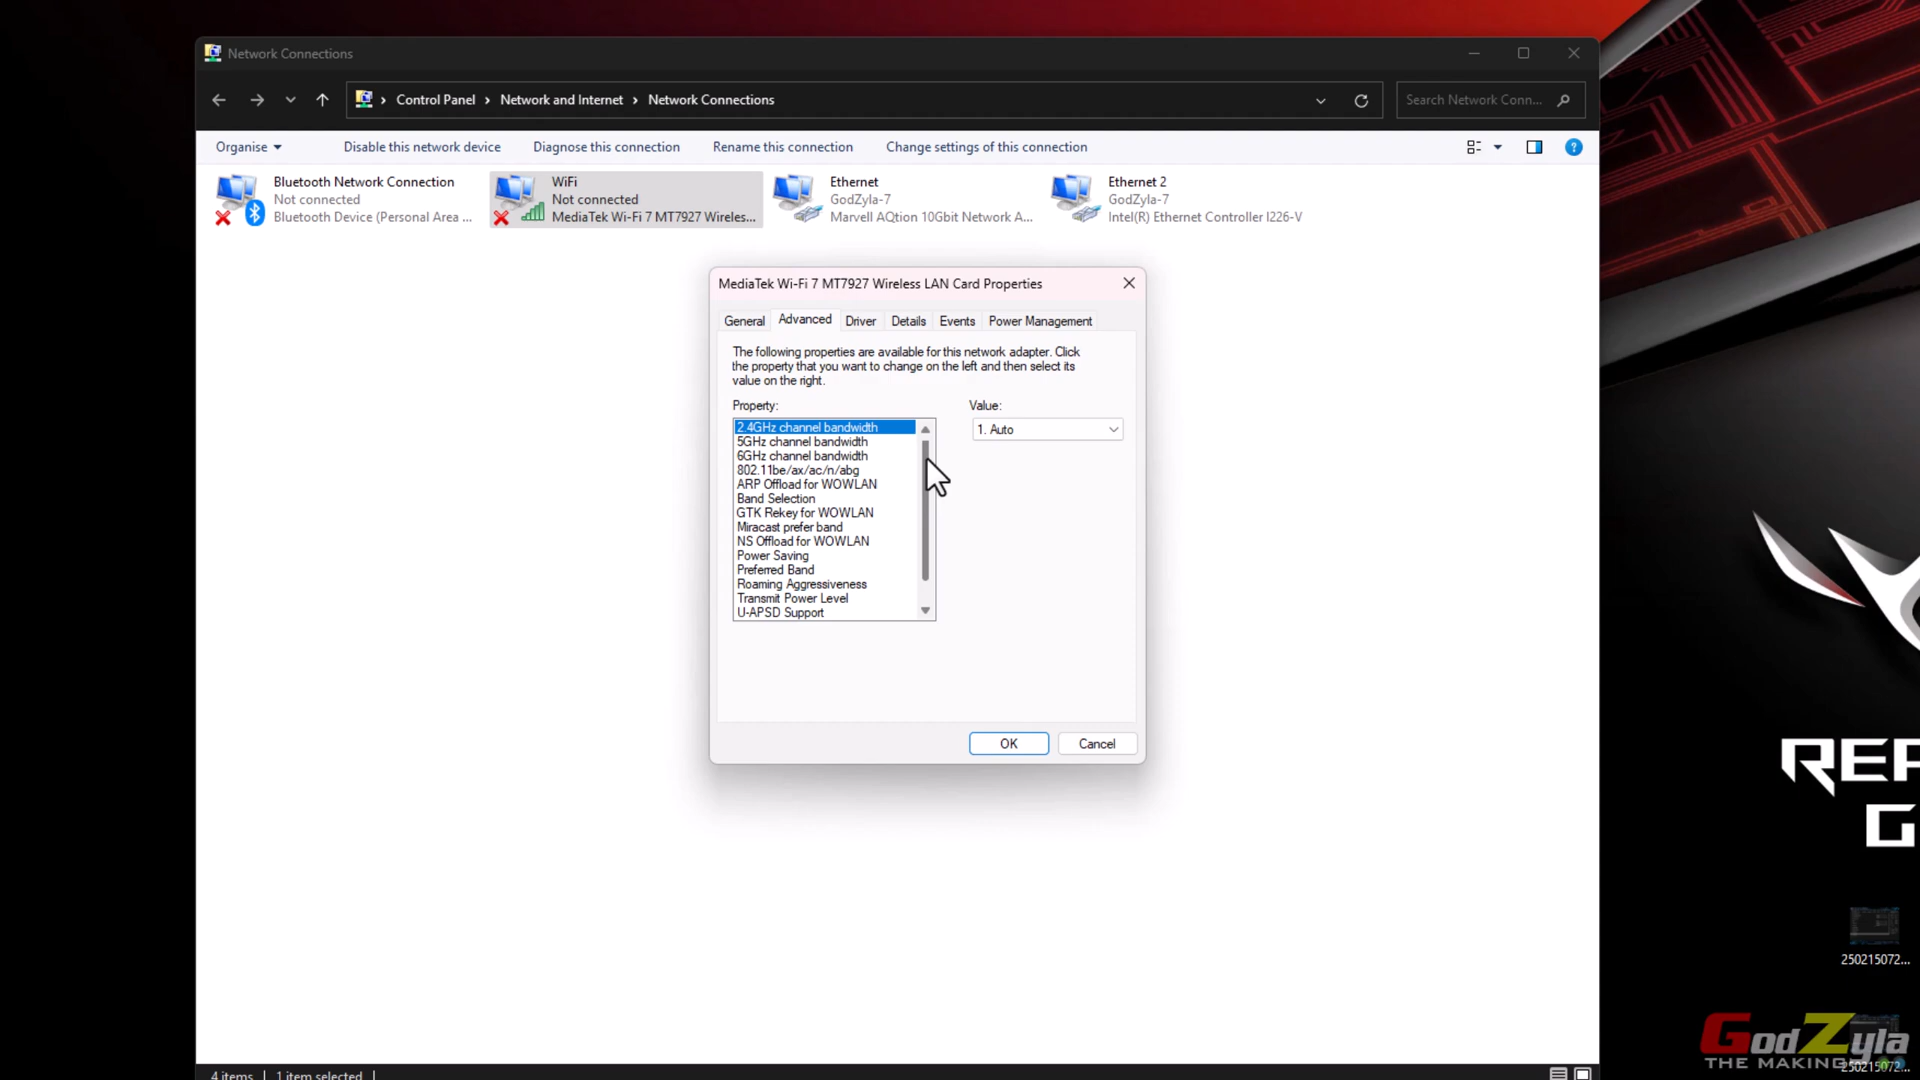 Network Connections
Control Panel > Network and Internet > Network Connections
Search Network Conn...
Organise
Disable this network device
Diagnose this connection
Rename this connection
Change settings of this connection
Bluetooth Network Connection
Not connected
Bluetooth Device (Personal Area ...
WiFi
Not connected
MediaTek Wi-Fi 7 MT7927 Wireles...
Ethernet
GodZyla-7
Marvell AQtion 10Gbit Network A...
Ethernet 2
GodZyla-7
Intel(R) Ethernet Controller I226-V
MediaTek Wi-Fi 7 MT7927 Wireless LAN Card Properties
General
Advanced
Driver
Details
Events
Power Management
The following properties are available for this network adapter. Click
the property that you want to change on the left and then select its
value on the right.
Property:
Value:
2.4GHz channel bandwidth
5GHz channel bandwidth
6GHz channel bandwidth
802.11be/ax/ac/n/abg
ARP Offload for WOWLAN
Band Selection
GTK Rekey for WOWLAN
Miracast prefer band
NS Offload for WOWLAN
Power Saving
Preferred Band
Roaming Aggressiveness
Transmit Power Level
U-APSD Support
1. Auto
OK
Cancel
REP
G
250215072...
GodZyla
THE MAKING
250215072...
4 items
1 item selected